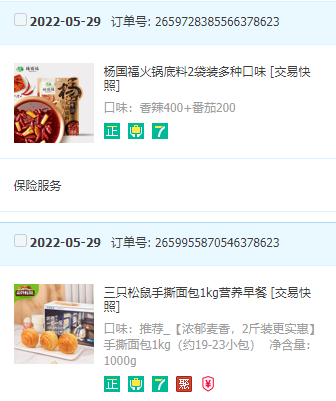 2022-05-29 订单号: 2659728385566378623
杨国福火锅底料2袋装多种口味 [交易快
照]
口味：香辣400+番茄200
正 7
保险服务
2022-05-29 订单号: 2659955870546378623
三只松鼠手撕面包1kg营养早餐 [交易快
照]
口味：推荐_【浓郁麦香，2斤装更实惠】
手撕面包1kg（约19-23小包） 净含量：
1000g
正 7 聚 ¥